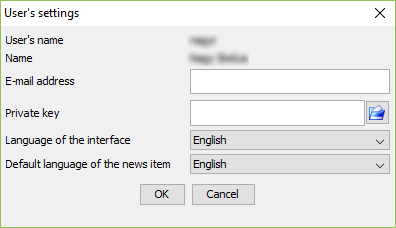 User's settings
User's name
Name
E-mail address
Private key
Language of the interface English
Default language of the news item English
OK Cancel